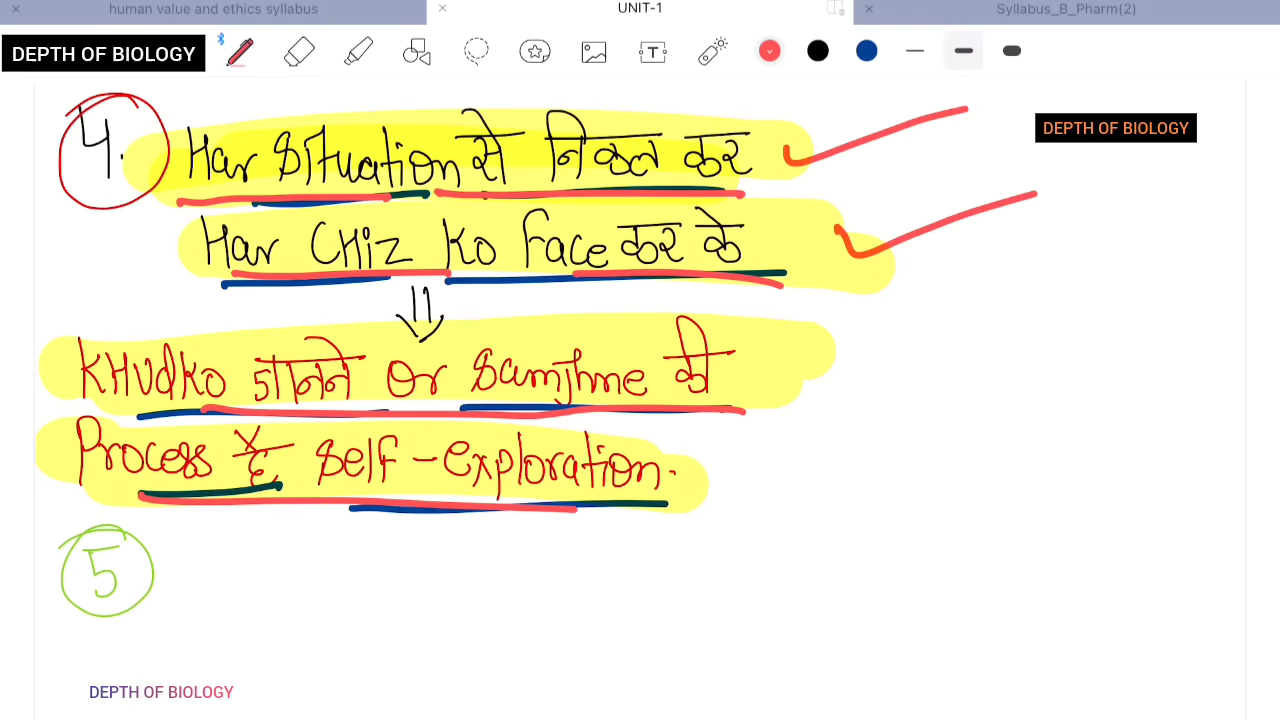 human value and ethics syllabus
UNIT-1
Syllabus_B_Pharm(2)
DEPTH OF BIOLOGY
DEPTH OF BIOLOGY
4. Har Situation से निकल कर
Har CHiz Ko Face कर के
KHudko जानने Or Samjhne की
Process है Self-exploration.
5
DEPTH OF BIOLOGY